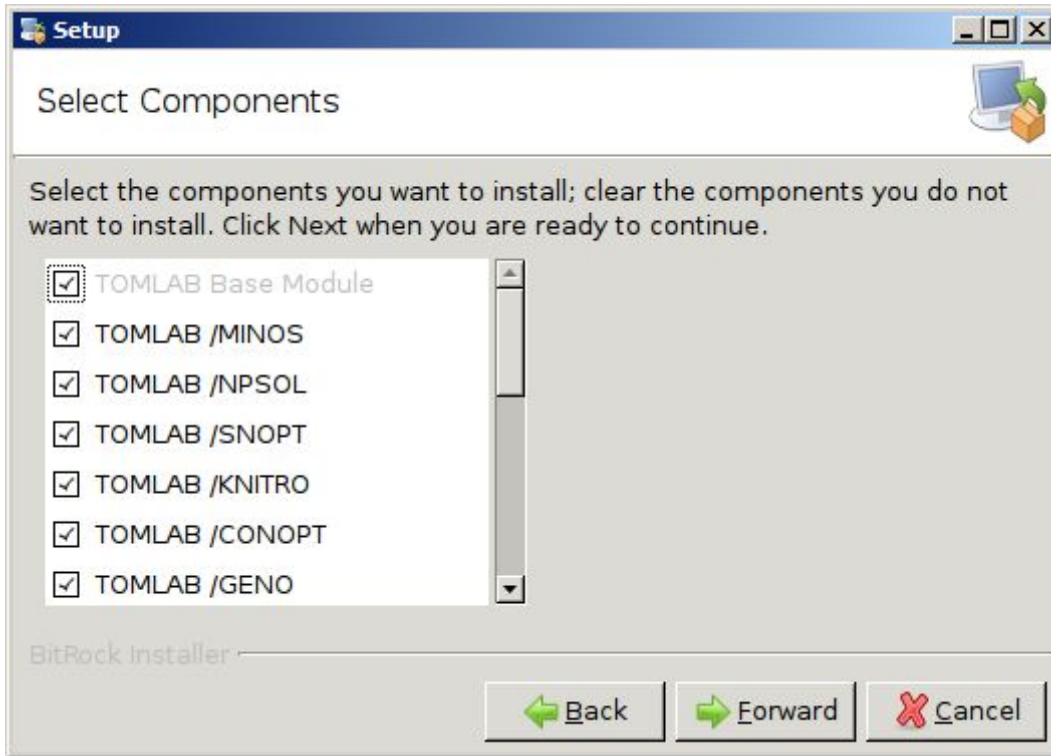 Setup
Select Components
Select the components you want to install; clear the components you do not
want to install. Click Next when you are ready to continue.
TOMLAB Base Module
TOMLAB /MINOS
TOMLAB /NPSOL
TOMLAB /SNOPT
TOMLAB /KNITRO
TOMLAB /CONOPT
TOMLAB /GENO
BitRock Installer
Back Forward Cancel